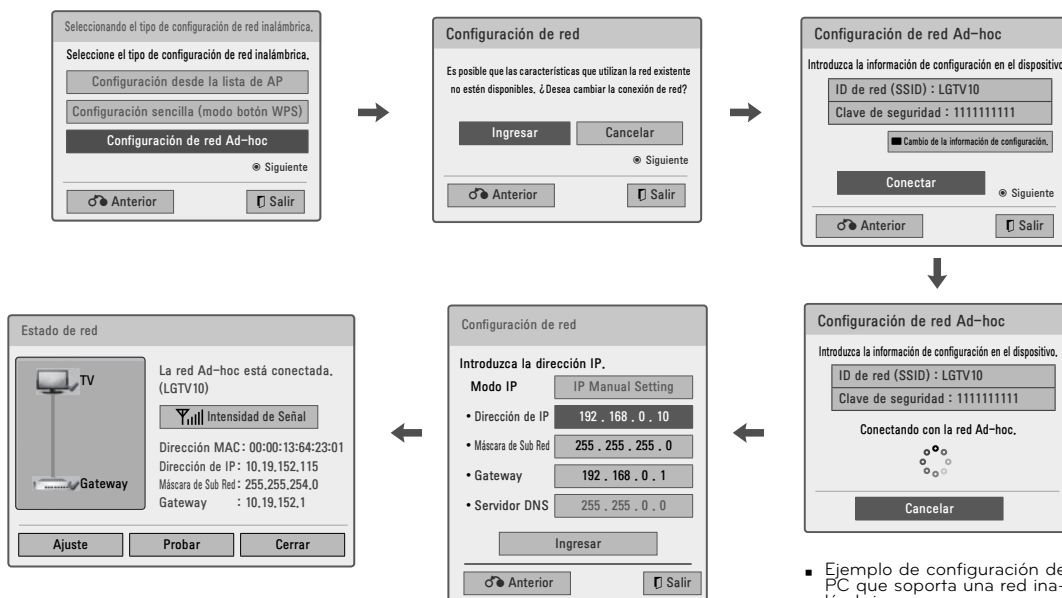 Seleccionando el tipo de configuración de red inalámbrica.
Seleccione el tipo de configuración de red inalámbrica.
Configuración desde la lista de AP
Configuración sencilla (modo botón WPS)
Configuración de red Ad-hoc
Siguiente
Anterior
Salir
Configuración de red
Es posible que las características que utilizan la red existente
no estén disponibles. ¿Desea cambiar la conexión de red?
Ingresar Cancelar
Siguiente
Anterior
Salir
Configuración de red Ad-hoc
Introduzca la información de configuración en el dispositivo.
ID de red (SSID) : LGTV10
Clave de seguridad : 1111111111
Cambio de la información de configuración.
Conectar
Siguiente
Anterior
Salir
Configuración de red Ad-hoc
Introduzca la información de configuración en el dispositivo.
ID de red (SSID) : LGTV10
Clave de seguridad : 1111111111
Conectando con la red Ad-hoc.
Cancelar
Configuración de red
Introduzca la dirección IP.
Modo IP IP Manual Setting
• Dirección de IP 192 . 168 . 0 . 10
• Máscara de Sub Red 255 . 255 . 255 . 0
• Gateway 192 . 168 . 0 . 1
• Servidor DNS 255 . 255 . 0 . 0
Ingresar
Anterior
Salir
Estado de red
TV
Gateway
La red Ad-hoc está conectada.
(LGTV10)
Intensidad de Señal
Dirección MAC : 00:00:13:64:23:01
Dirección de IP : 10.19.152.115
Máscara de Sub Red : 255.255.254.0
Gateway : 10.19.152.1
Ajuste Probar Cerrar
▪ Ejemplo de configuración de
PC que soporta una red ina-